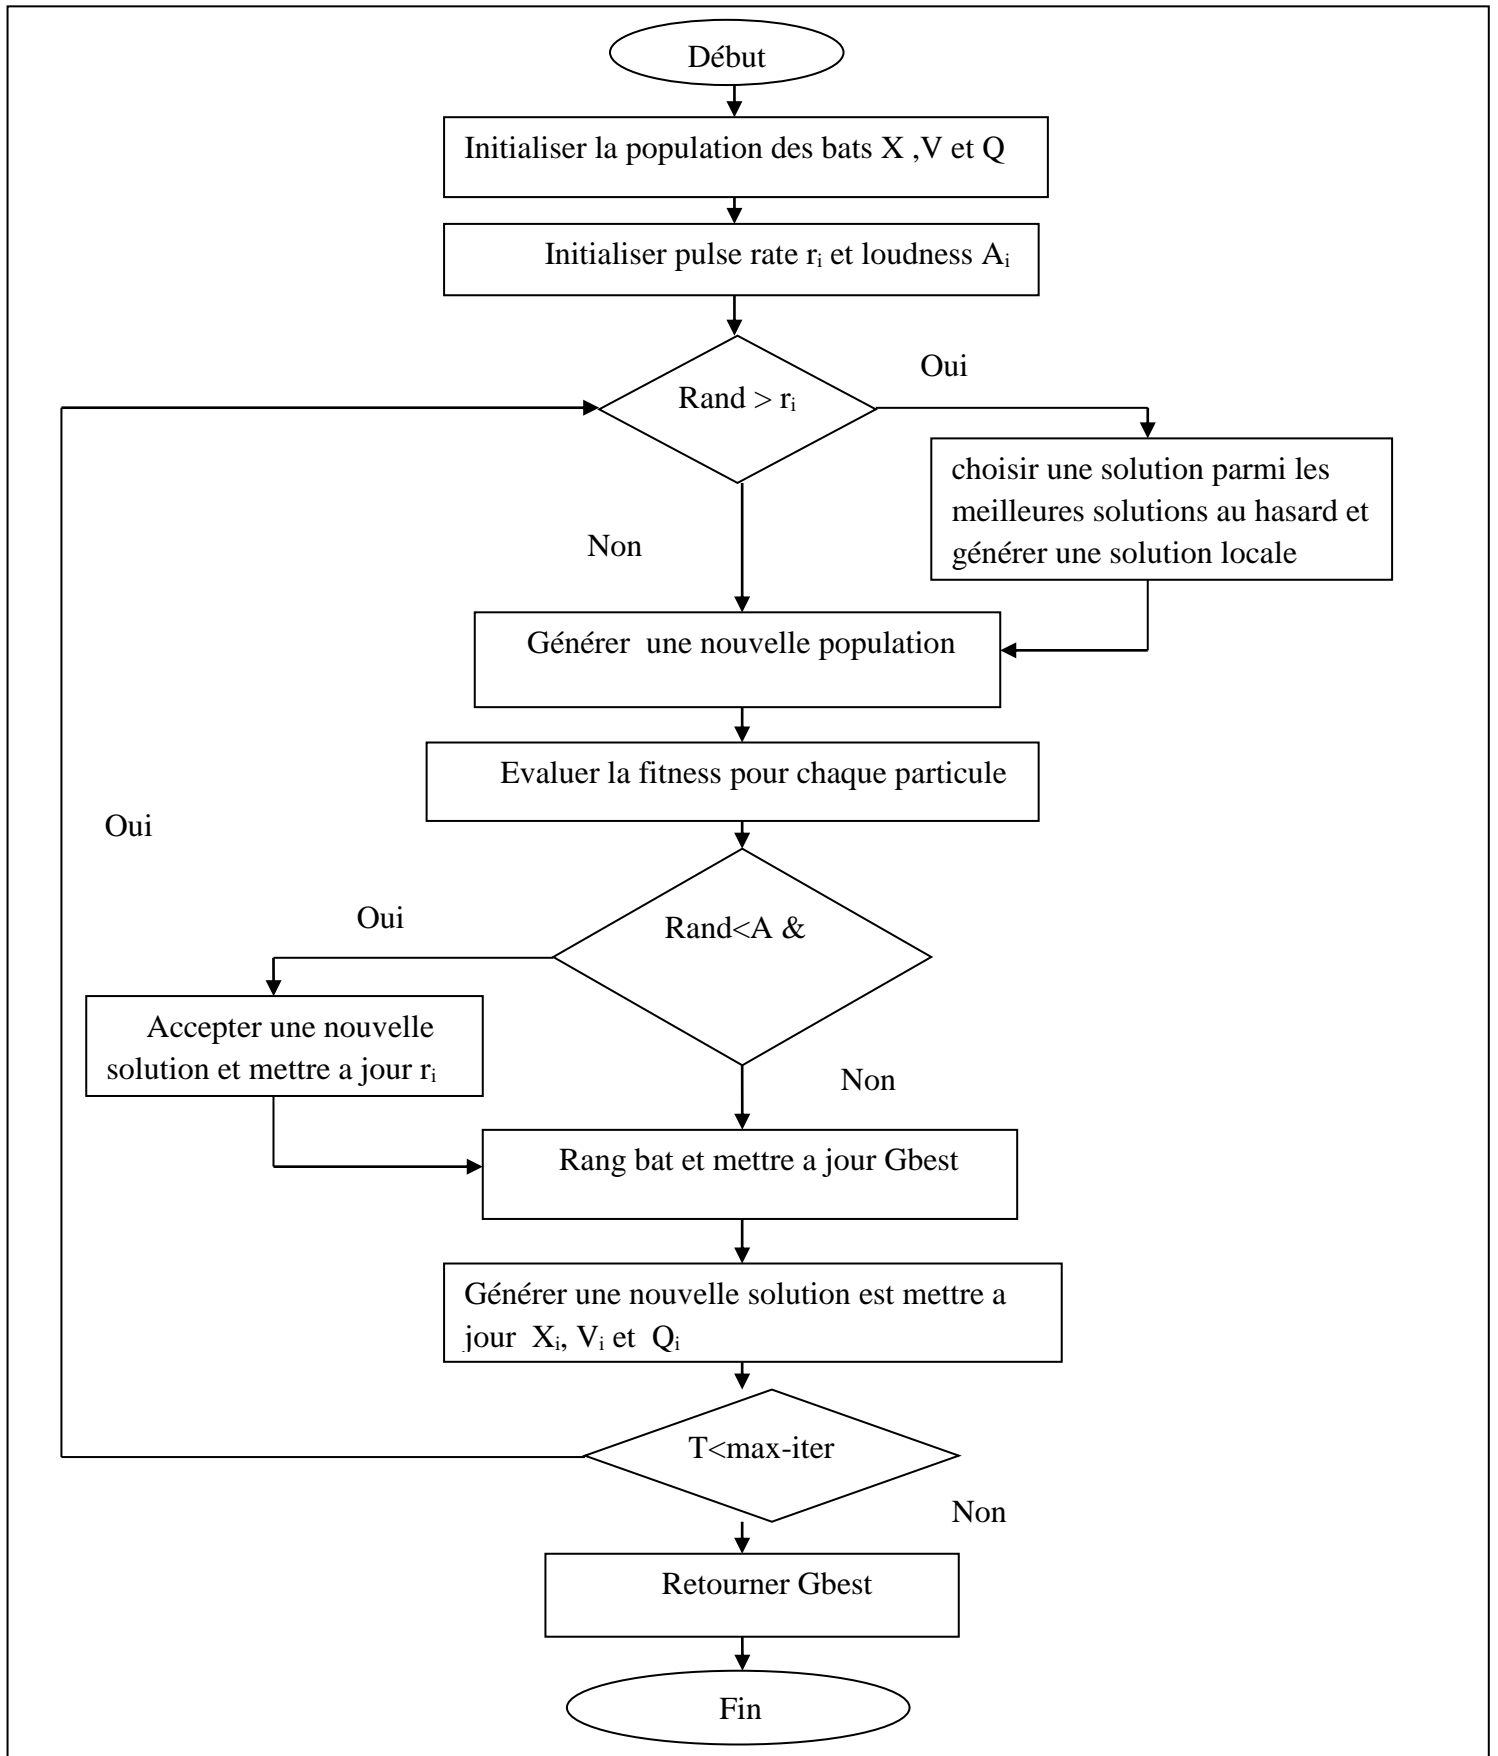 Début
Initialiser la population des bats X ,V et Q
Initialiser pulse rate rᵢ et loudness Aᵢ
Rand > rᵢ
Oui
choisir une solution parmi les
meilleures solutions au hasard et
générer une solution locale
Non
Générer une nouvelle population
Evaluer la fitness pour chaque particule
Oui
Rand<A &
Oui
Accepter une nouvelle
solution et mettre a jour rᵢ
Non
Rang bat et mettre a jour Gbest
Générer une nouvelle solution est mettre a
jour Xᵢ, Vᵢ et Qᵢ
T<max-iter
Non
Retourner Gbest
Fin